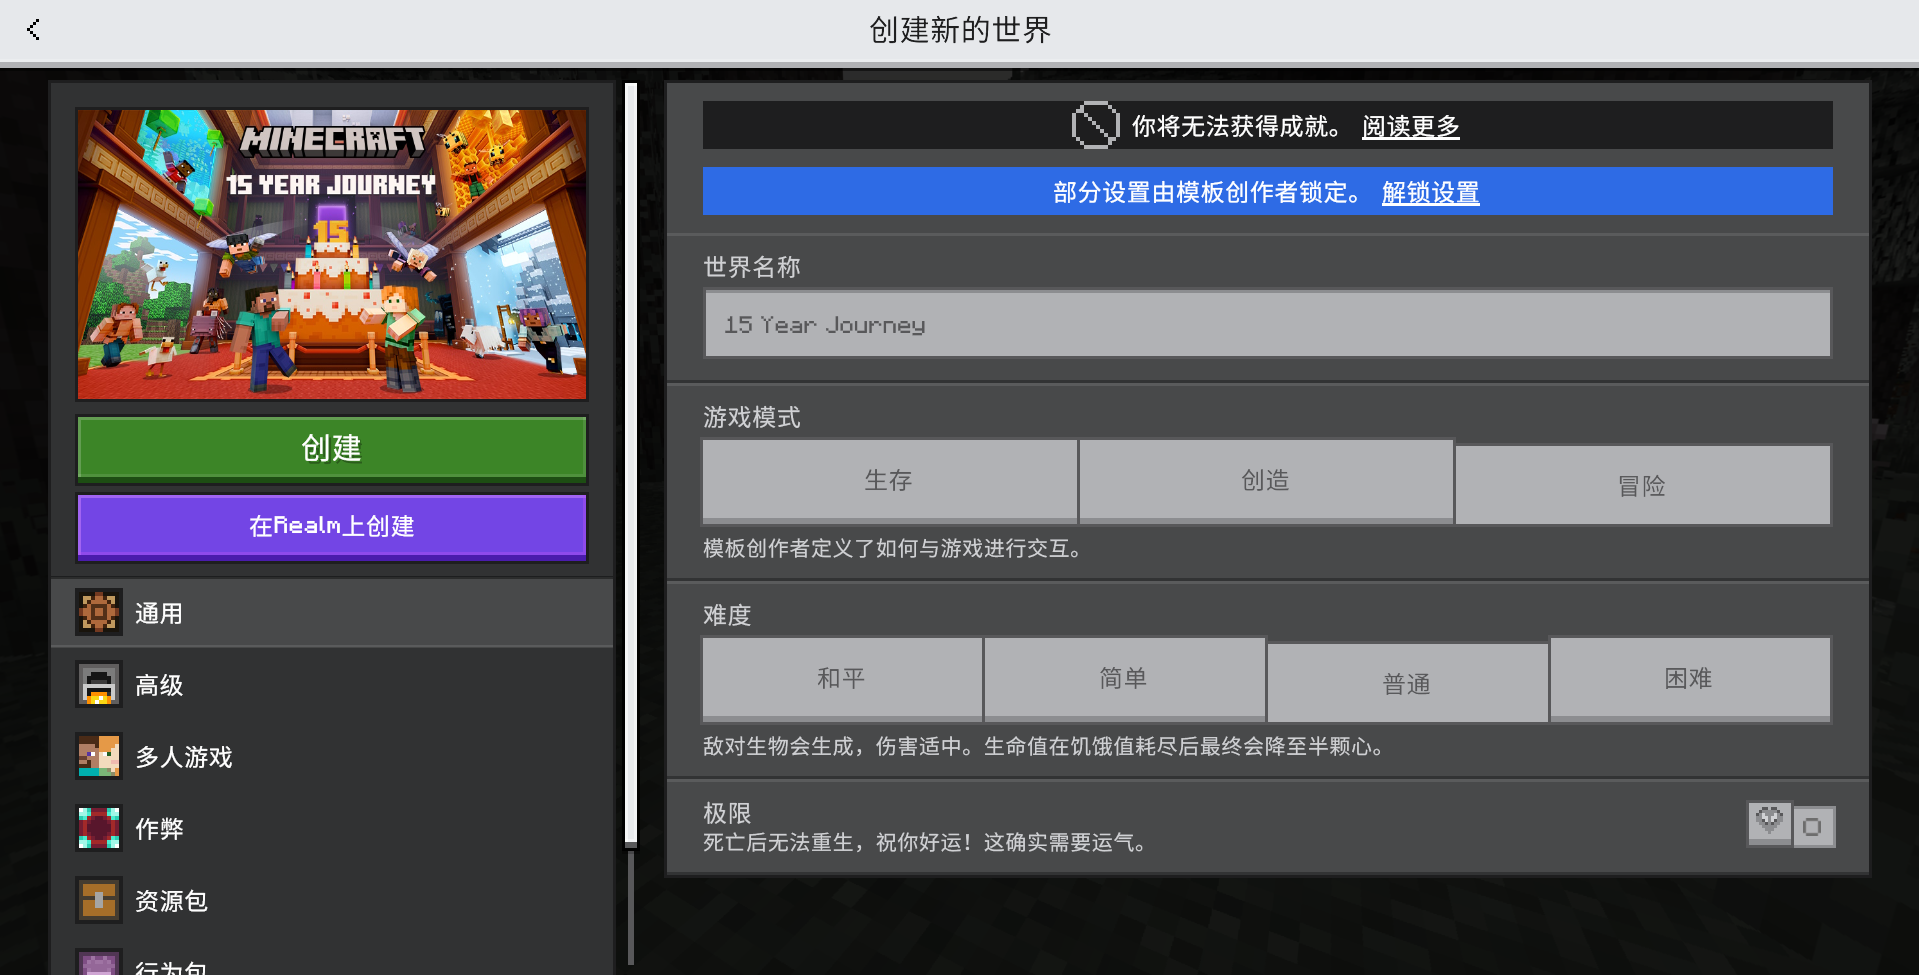 创建新的世界
MINECRAFT
15 YEAR JOURNEY
15
创建
在Realm上创建
通用
高级
多人游戏
作弊
资源包
行为包
你将无法获得成就。 阅读更多
部分设置由模板创作者锁定。 解锁设置
世界名称
15 Year Journey
游戏模式
生存
创造
冒险
模板创作者定义了如何与游戏进行交互。
难度
和平
简单
普通
困难
敌对生物会生成，伤害适中。生命值在饥饿值耗尽后最终会降至半颗心。
极限
死亡后无法重生，祝你好运！这确实需要运气。